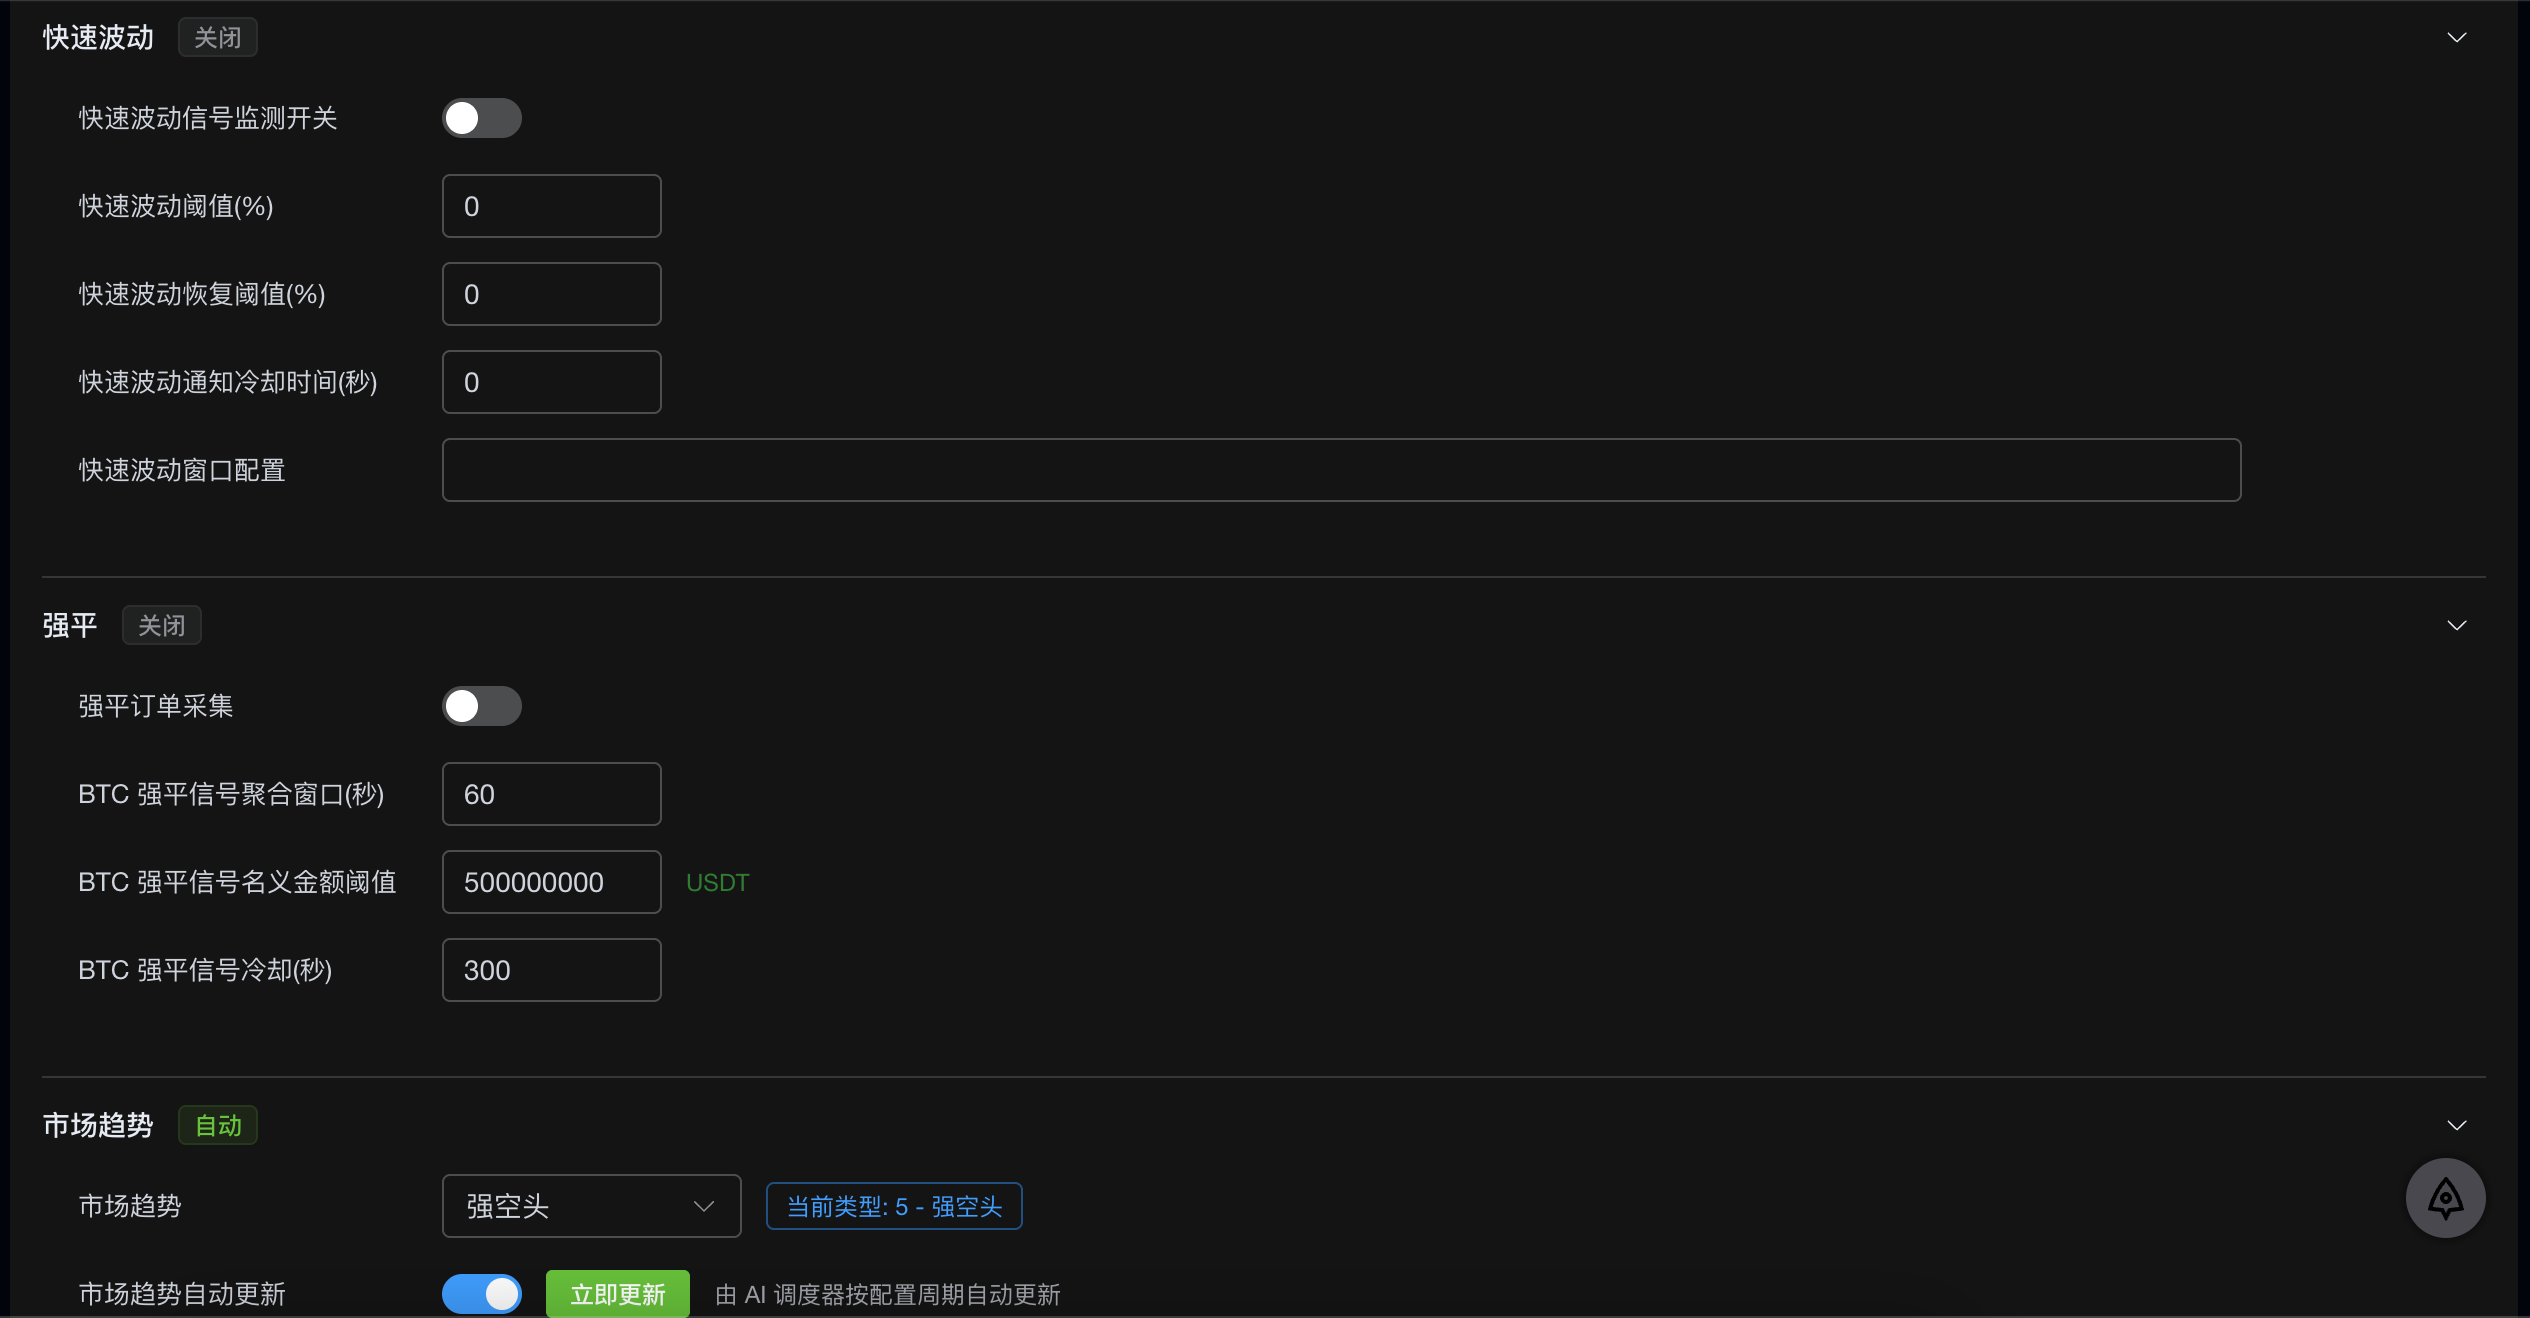 快速波动 关闭
快速波动信号监测开关
快速波动阈值(%) 0
快速波动恢复阈值(%) 0
快速波动通知冷却时间(秒) 0
快速波动窗口配置
强平 关闭
强平订单采集
BTC 强平信号聚合窗口(秒) 60
BTC 强平信号名义金额阈值 500000000 USDT
BTC 强平信号冷却(秒) 300
市场趋势 自动
市场趋势 强空头 当前类型: 5 - 强空头
市场趋势自动更新 立即更新 由 AI 调度器按配置周期自动更新